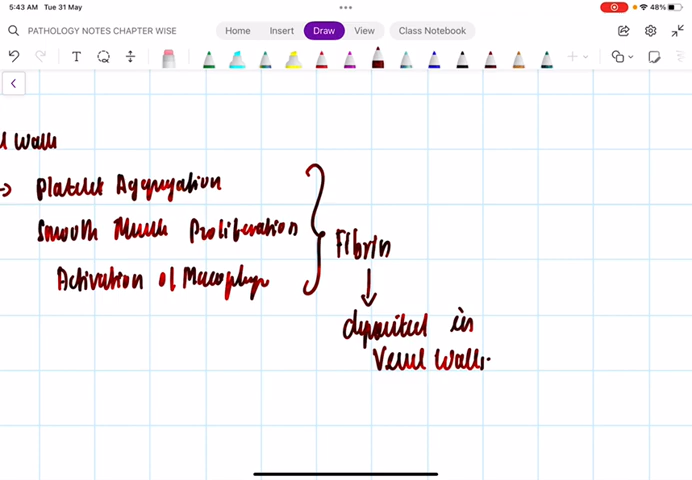 5:43 AM Tue 31 May
48%
PATHOLOGY NOTES CHAPTER WISE
Home Insert Draw View Class Notebook
T
Walls
→ Platelet Aggregation
Smooth Muscle Proliferation
Fibrin
Activation of Macrophage
deposited in
Vessel Walls